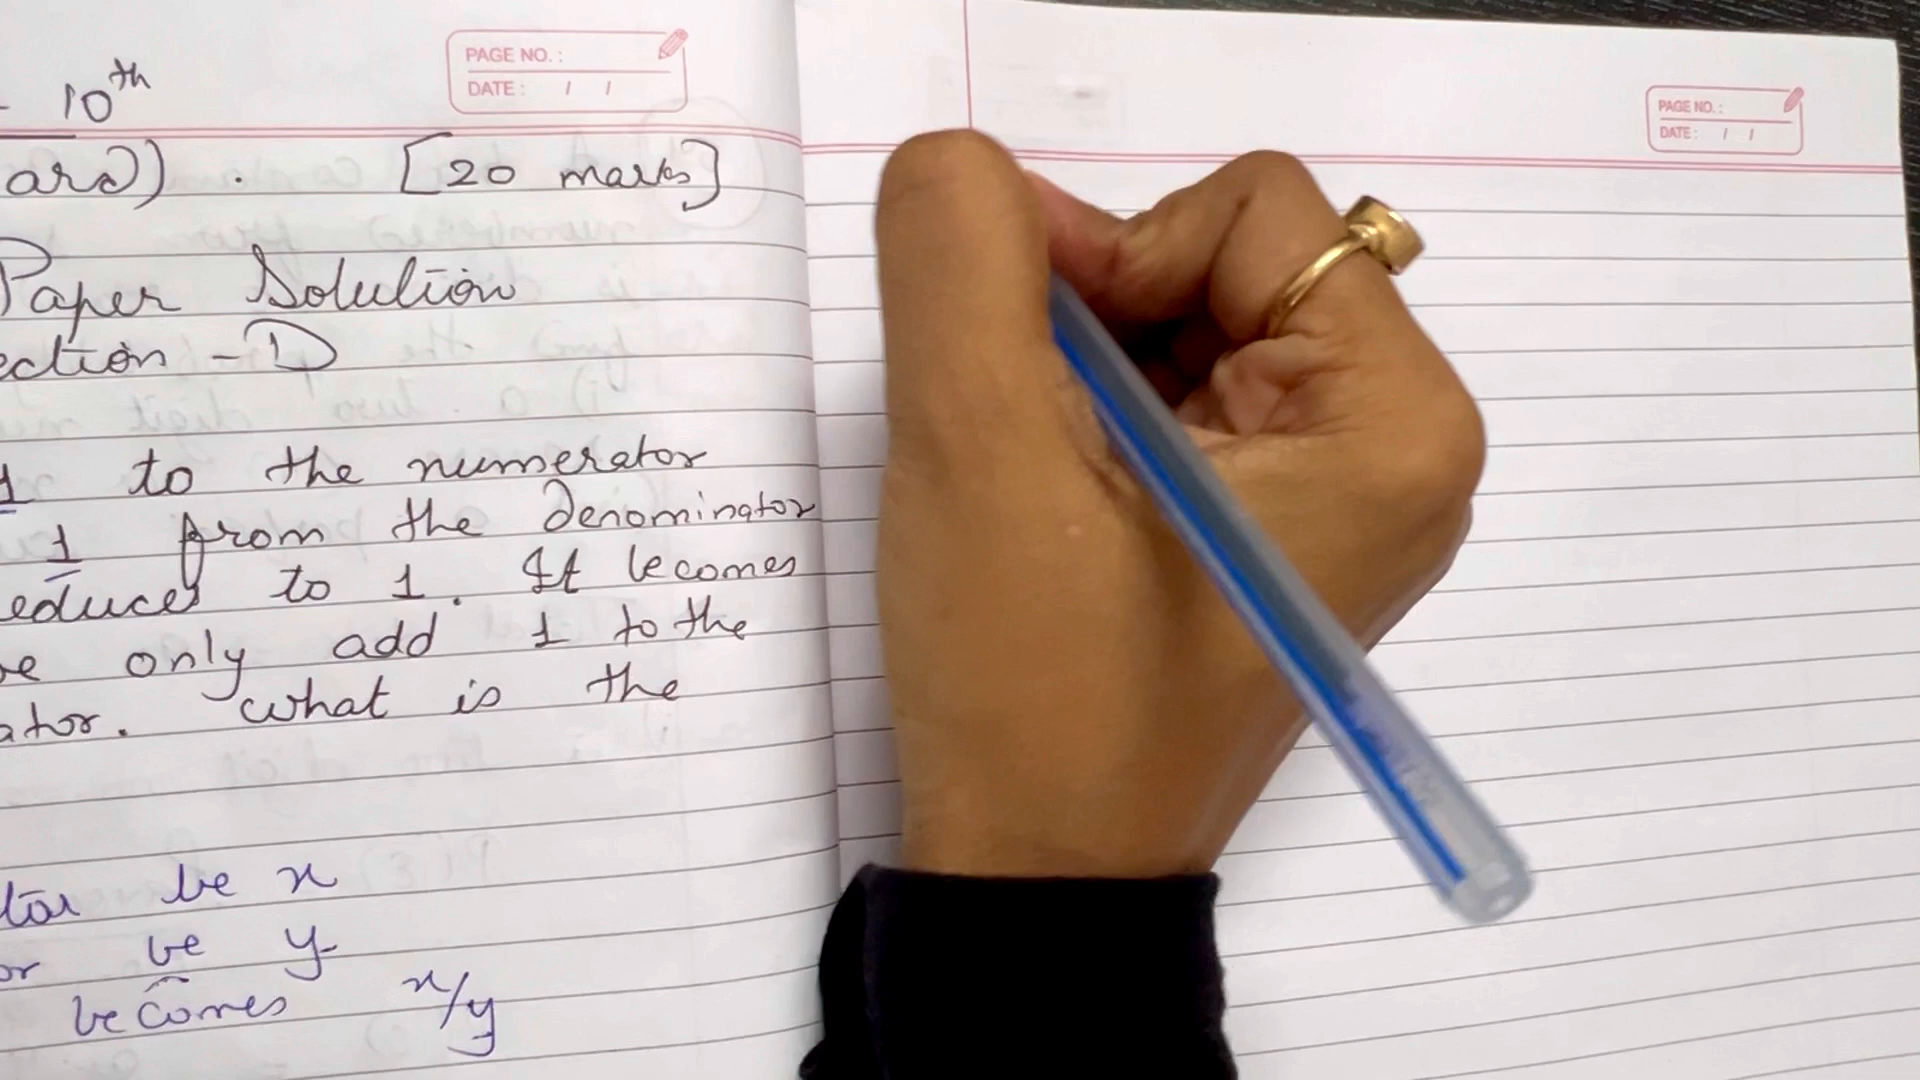 PAGE NO. :
DATE : / /
- 10th
ard) . [20 marks]
Paper Solution
ection - D
1 to the numerator
1 from the denominator
educes to 1. It becomes
e only add 1 to the
ator. What is the
tor be x
or be y
becomes x/y
PAGE NO. :
DATE : / /